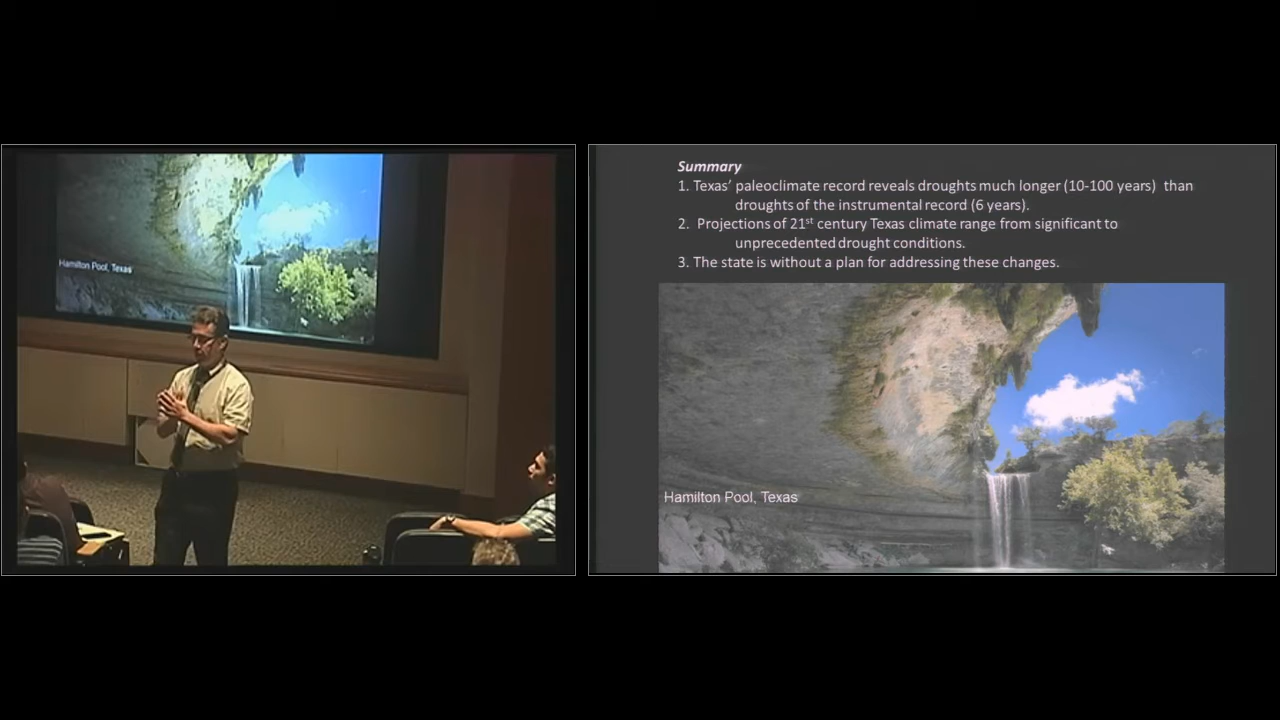 Hamilton Pool, Texas
Summary
1. Texas’ paleoclimate record reveals droughts much longer (10-100 years) than
droughts of the instrumental record (6 years).
2. Projections of 21st century Texas climate range from significant to
unprecedented drought conditions.
3. The state is without a plan for addressing these changes.
Hamilton Pool, Texas